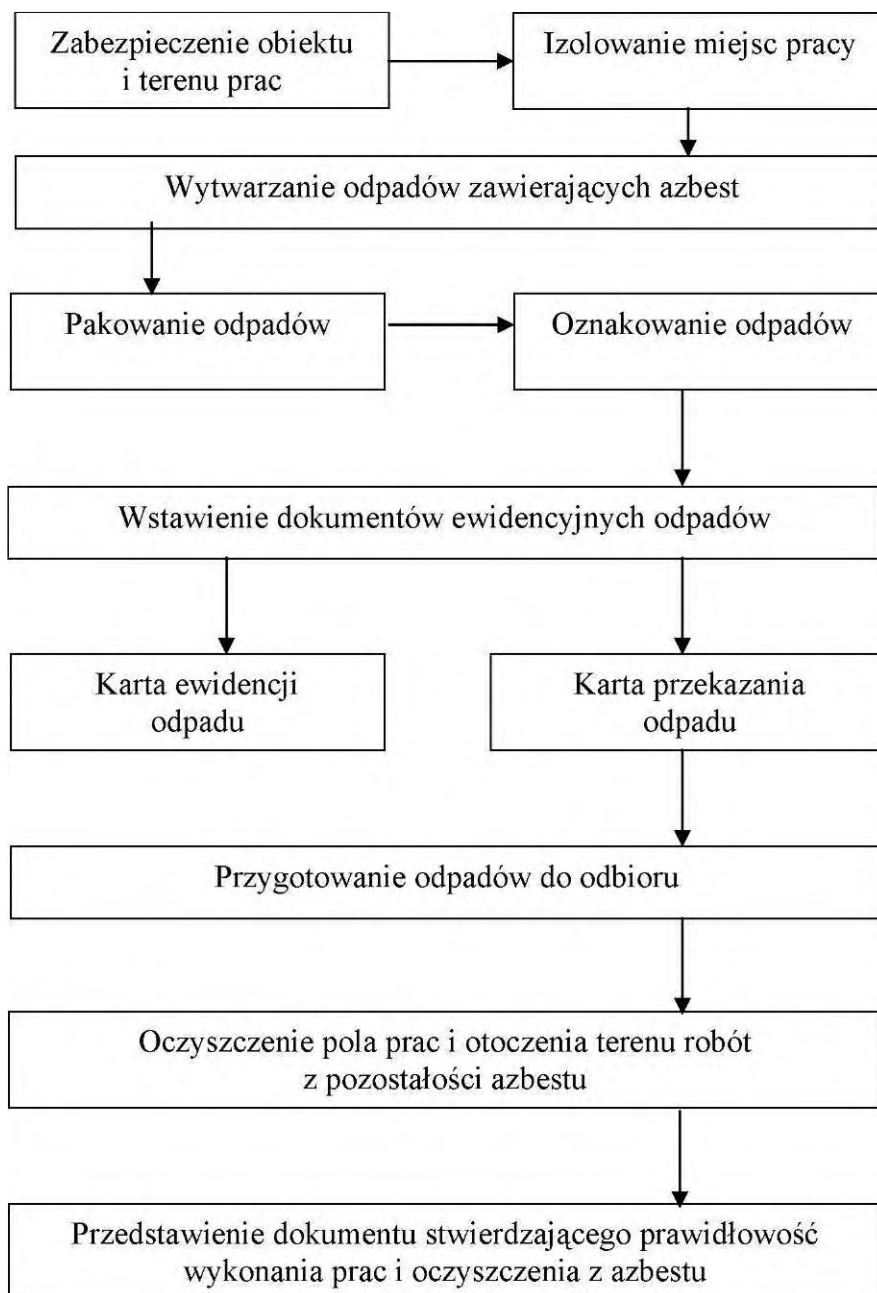 Zabezpieczenie obiektu
i terenu prac
Izolowanie miejsc pracy
Wytwarzanie odpadów zawierających azbest
Pakowanie odpadów
Oznakowanie odpadów
Wstawienie dokumentów ewidencyjnych odpadów
Karta ewidencji
odpadu
Karta przekazania
odpadu
Przygotowanie odpadów do odbioru
Oczyszczenie pola prac i otoczenia terenu robót
z pozostałości azbestu
Przedstawienie dokumentu stwierdzającego prawidłowość
wykonania prac i oczyszczenia z azbestu